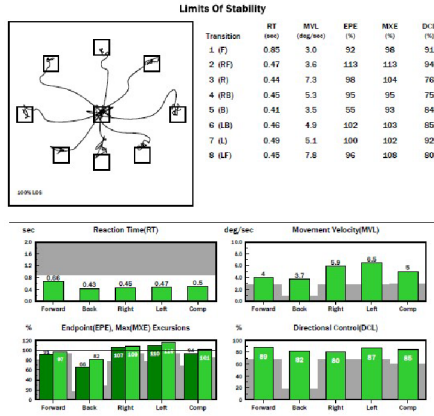 Limits Of Stability
RT MVL EPE MXE DCL
Transition (sec) (deg/sec) (%) (%) (%)
1 (F) 0.85 3.0 92 98 91
2 (RF) 0.47 3.6 113 113 94
3 (R) 0.44 7.3 98 104 76
4 (RB) 0.45 5.3 95 95 75
5 (B) 0.41 3.5 55 93 84
6 (LB) 0.46 4.9 102 103 85
7 (L) 0.49 5.1 100 102 92
8 (LF) 0.45 7.8 96 108 80
100% LOS
sec Reaction Time(RT)
2.0
1.6
1.2
0.8
0.4
0.0
0.66 0.43 0.45 0.47 0.5
Forward Back Right Left Comp
deg/sec Movement Velocity(MVL)
10.0
8.0
6.0
4.0
2.0
0.0
4 3.7 5.9 6.5 5
Forward Back Right Left Comp
% Endpoint(EPE), Max(MXE) Excursions
120
100
80
60
40
20
0
97 66 82 107 109 110 94 101
Forward Back Right Left Comp
% Directional Control(DCL)
100
80
60
40
20
0
89 82 80 87 85
Forward Back Right Left Comp